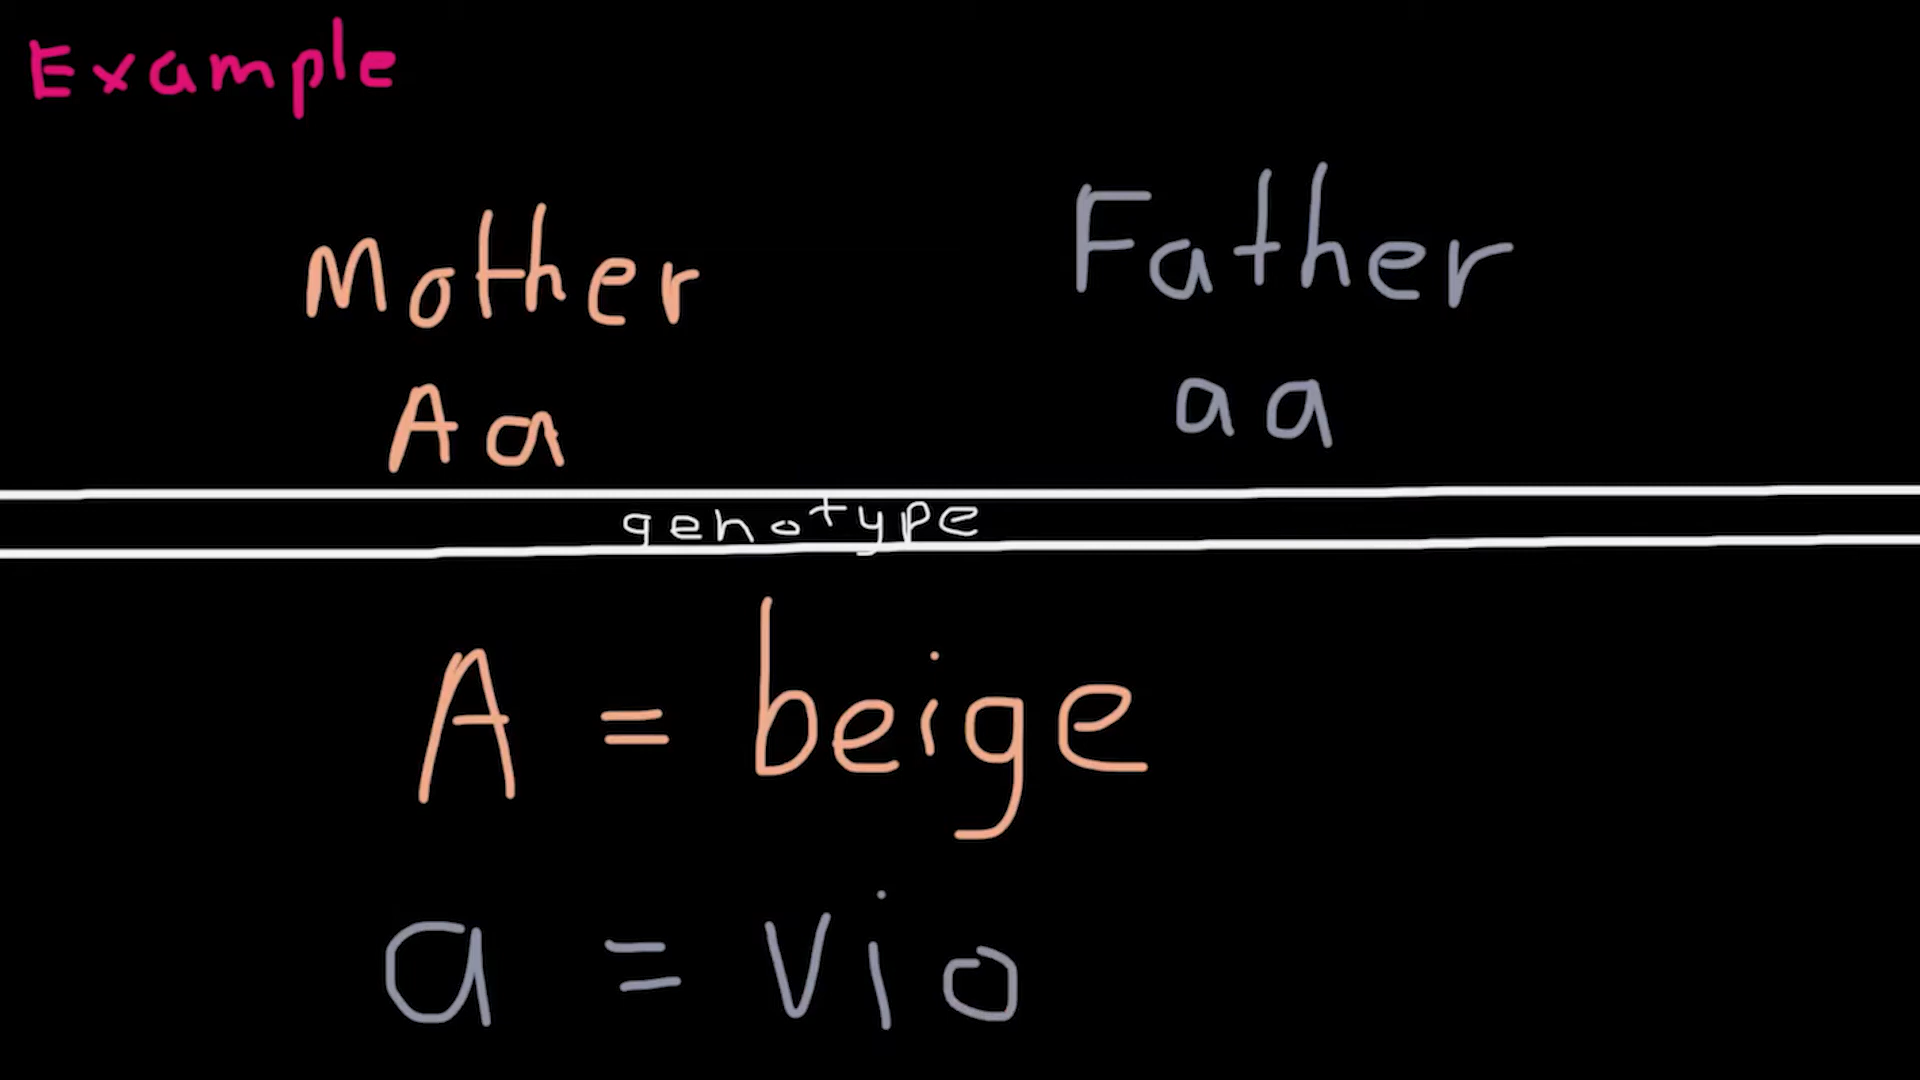 Example
Mother Father
Aa aa
genotype
A = beige
a = vio